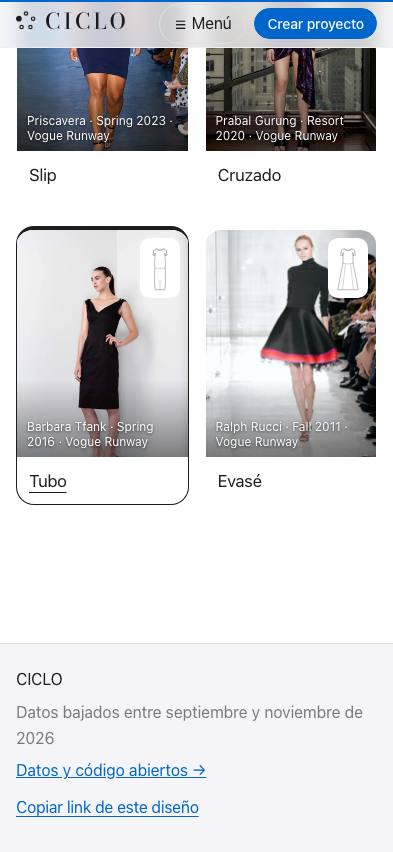 CICLO
≡ Menú
Crear proyecto
Priscavera · Spring 2023 ·
Vogue Runway
Prabal Gurung · Resort
2020 · Vogue Runway
Slip
Cruzado
Barbara Tfank · Spring
2016 · Vogue Runway
Ralph Rucci · Fall 2011 ·
Vogue Runway
Tubo
Evasé
CICLO
Datos bajados entre septiembre y noviembre de
2026
Datos y código abiertos →
Copiar link de este diseño